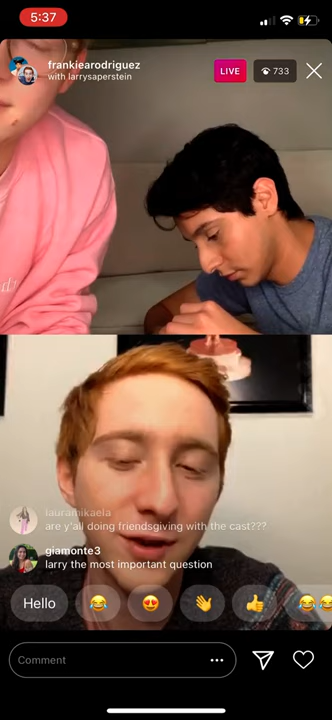 5:37
frankiearodriguez
with larrysaperstein
LIVE
733
lauramikaela
are y'all doing friendsgiving with the cast???
giamonte3
larry the most important question
Hello
Comment